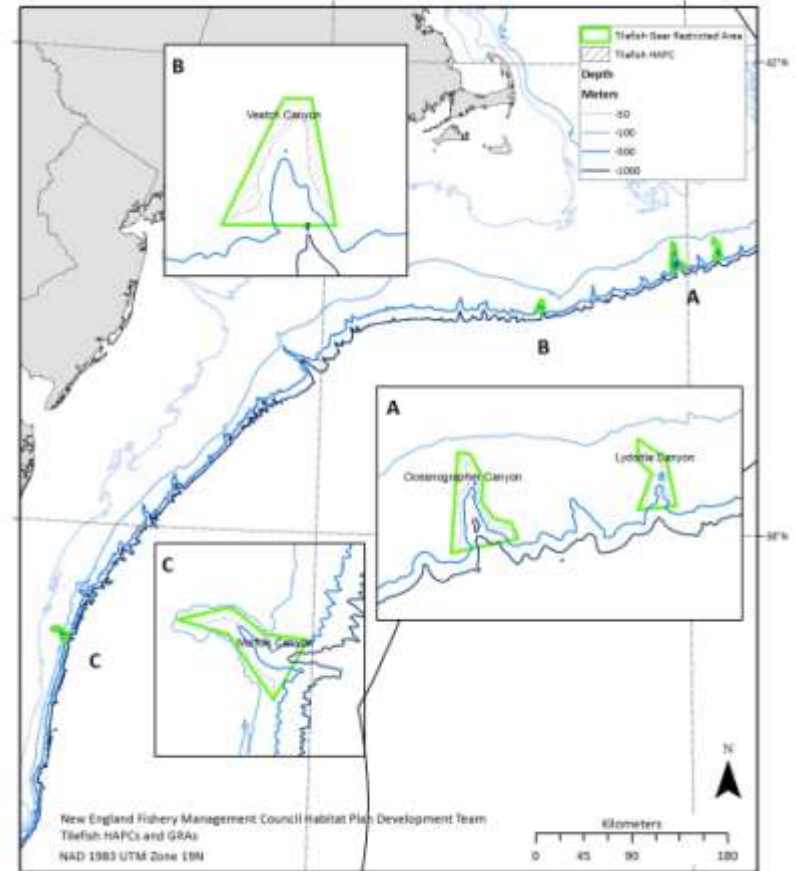 Tilefish Gear Restricted Area
Tilefish HAPC
Depth
Meters
-50
-100
-500
-1000
42°N
B
Veatch Canyon
A
B
A
Oceanographer Canyon
Lydonia Canyon
38°N
C
Norfolk Canyon
C
N
New England Fishery Management Council Habitat Plan Development Team
Tilefish HAPCs and GRAs
NAD 1983 UTM Zone 19N
Kilometers
0 45 90 180